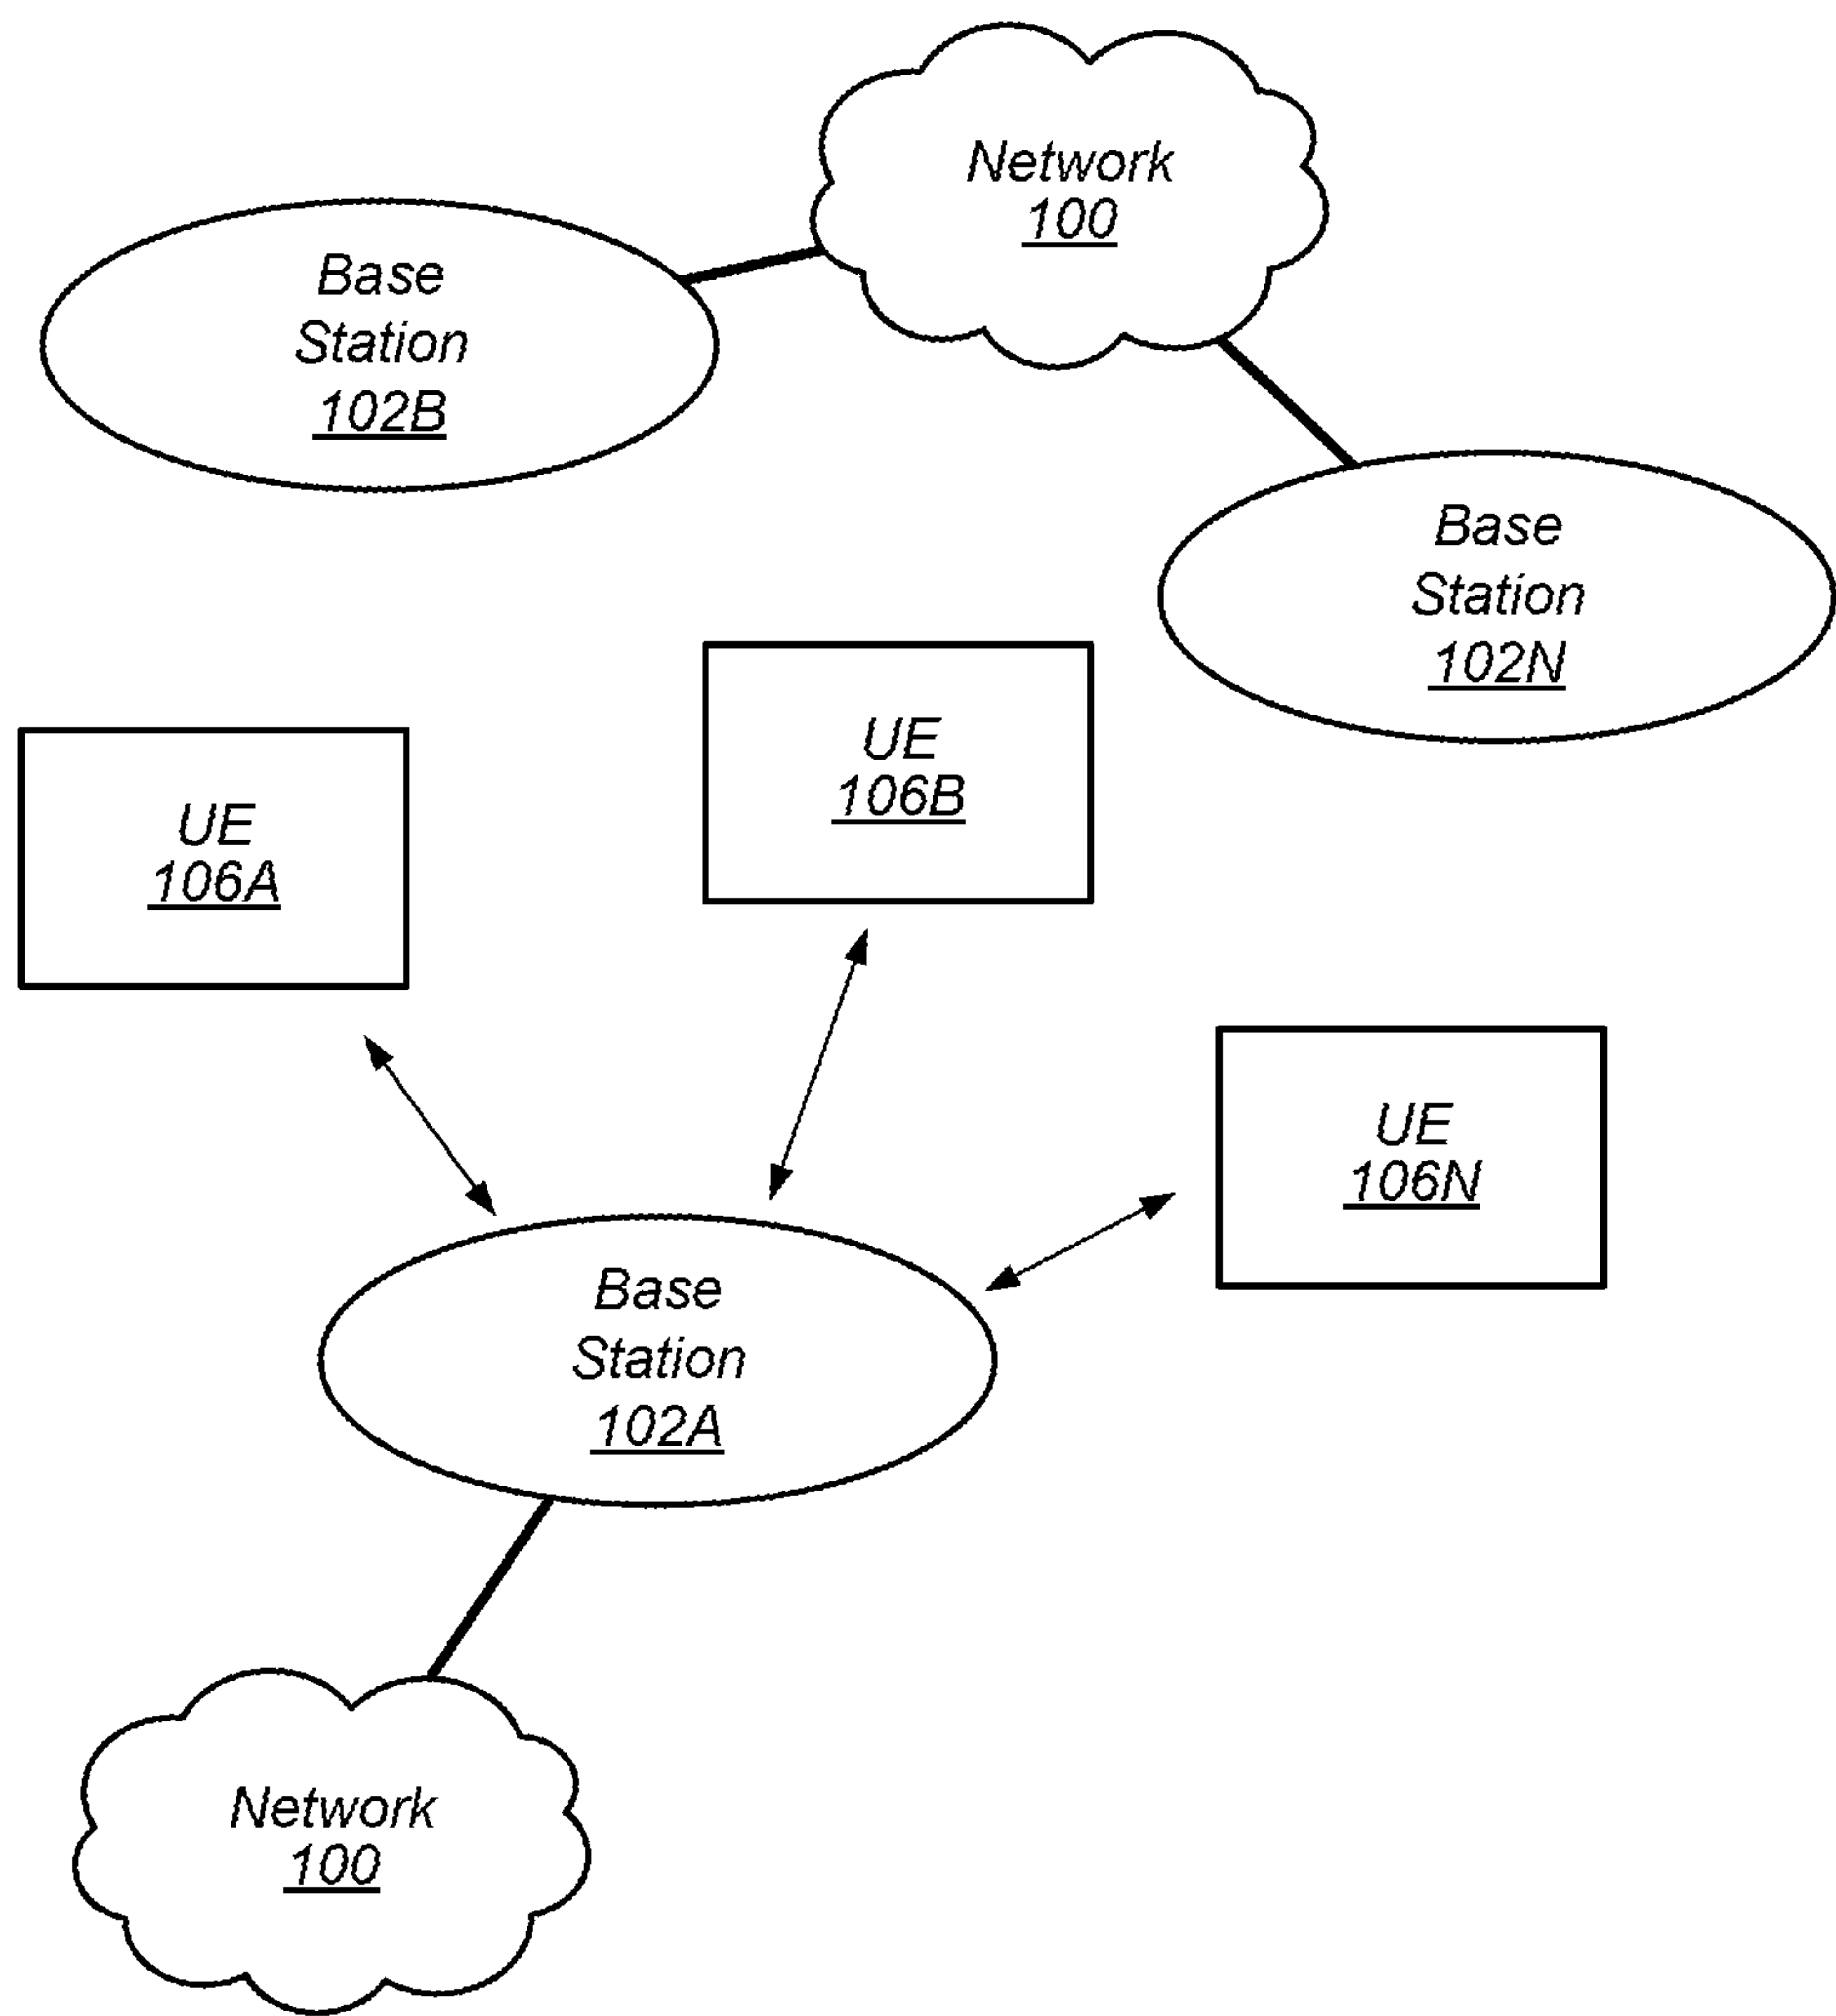 Network
100
Base
Station
102B
Base
Station
102N
UE
106B
UE
106A
UE
106N
Base
Station
102A
Network
100